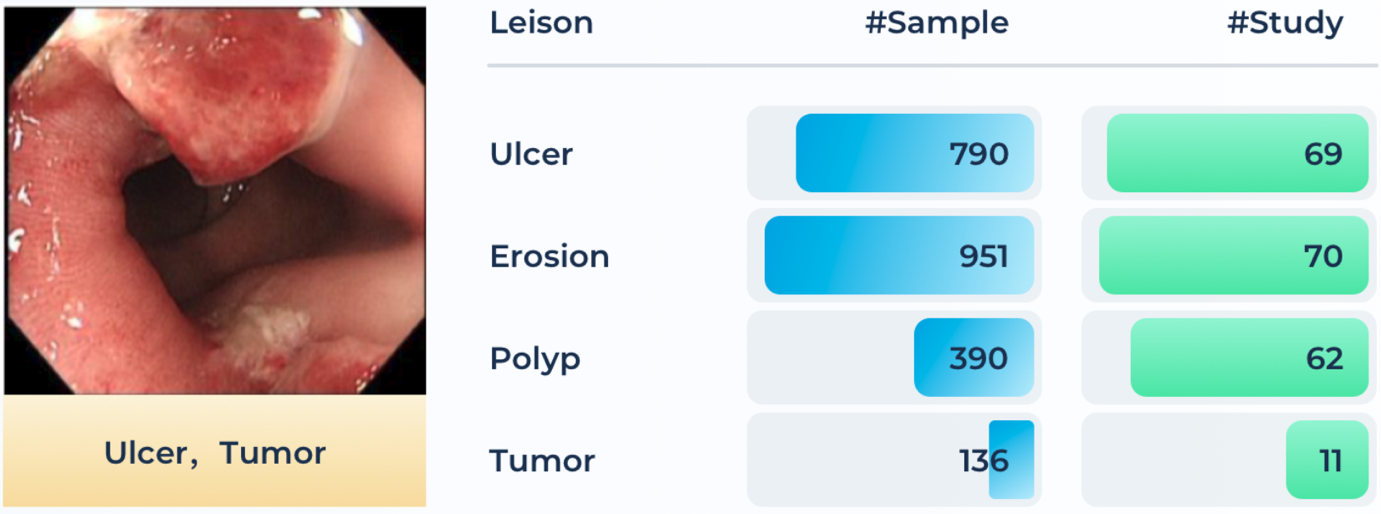 Leison #Sample #Study
Ulcer 790 69
Erosion 951 70
Polyp 390 62
Tumor 136 11
Ulcer, Tumor